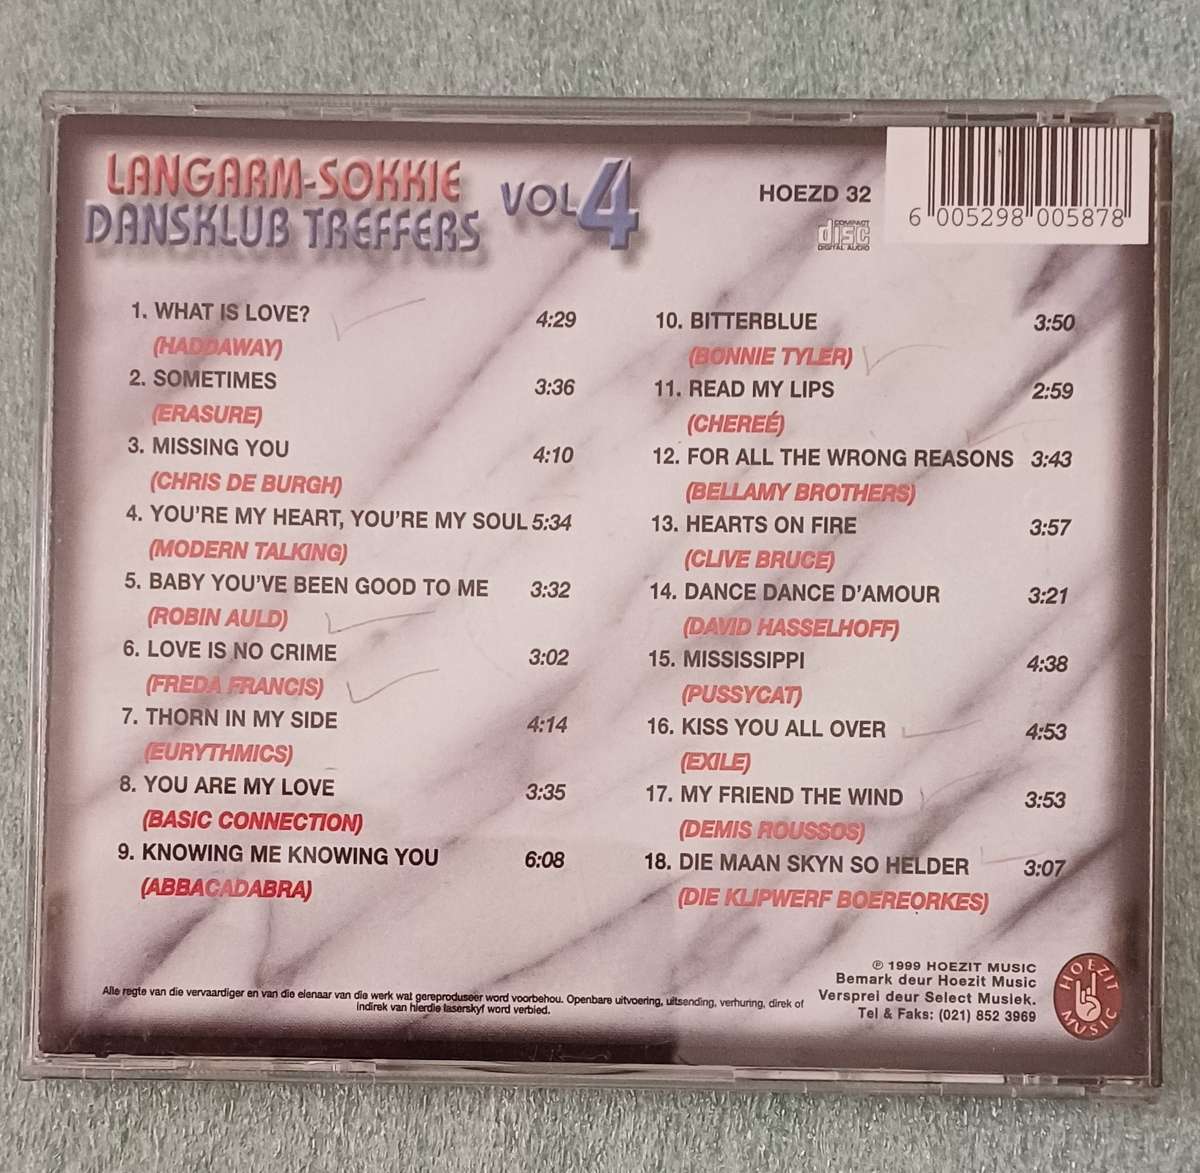 LANGARM-SOKKIE
DANSKLUB TREFFERS
VOL 4
HOEZD 32
COMPACT
disc
DIGITAL AUDIO
6 005298 005878
1. WHAT IS LOVE? 4:29
(HADDAWAY)
2. SOMETIMES 3:36
(ERASURE)
3. MISSING YOU 4:10
(CHRIS DE BURGH)
4. YOU'RE MY HEART, YOU'RE MY SOUL 5:34
(MODERN TALKING)
5. BABY YOU'VE BEEN GOOD TO ME 3:32
(ROBIN AULD)
6. LOVE IS NO CRIME 3:02
(FREDA FRANCIS)
7. THORN IN MY SIDE 4:14
(EURYTHMICS)
8. YOU ARE MY LOVE 3:35
(BASIC CONNECTION)
9. KNOWING ME KNOWING YOU 6:08
(ABBACADABRA)
10. BITTERBLUE 3:50
(BONNIE TYLER)
11. READ MY LIPS 2:59
(CHEREÉ)
12. FOR ALL THE WRONG REASONS 3:43
(BELLAMY BROTHERS)
13. HEARTS ON FIRE 3:57
(CLIVE BRUCE)
14. DANCE DANCE D'AMOUR 3:21
(DAVID HASSELHOFF)
15. MISSISSIPPI 4:38
(PUSSYCAT)
16. KISS YOU ALL OVER 4:53
(EXILE)
17. MY FRIEND THE WIND 3:53
(DEMIS ROUSSOS)
18. DIE MAAN SKYN SO HELDER 3:07
(DIE KLIPWERF BOEREORKES)
Alle regte van die vervaardiger en van die eienaar van die werk wat gereproduseer word voorbehou. Openbare uitvoering, uitsending, verhuring, direk of
indirek van hierdie laserskyf word verbied.
℗ 1999 HOEZIT MUSIC
Bemark deur Hoezit Music
Versprei deur Select Musiek.
Tel & Faks: (021) 852 3969
HOEZIT
MUSIC